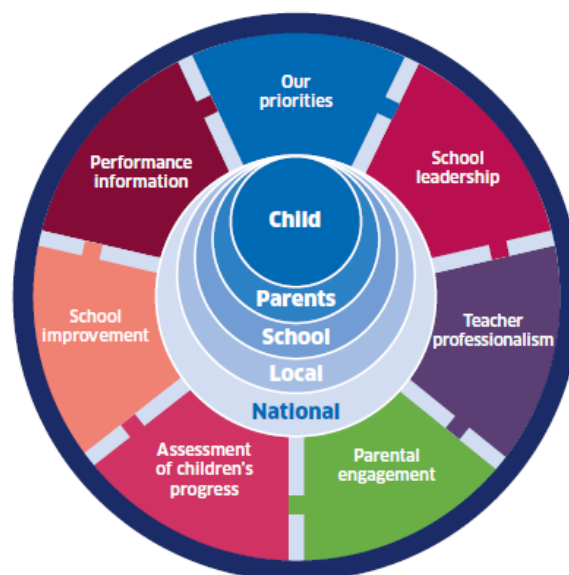 Our
priorities
School
leadership
Teacher
professionalism
Parental
engagement
Assessment
of children's
progress
School
improvement
Performance
information
Child
Parents
School
Local
National